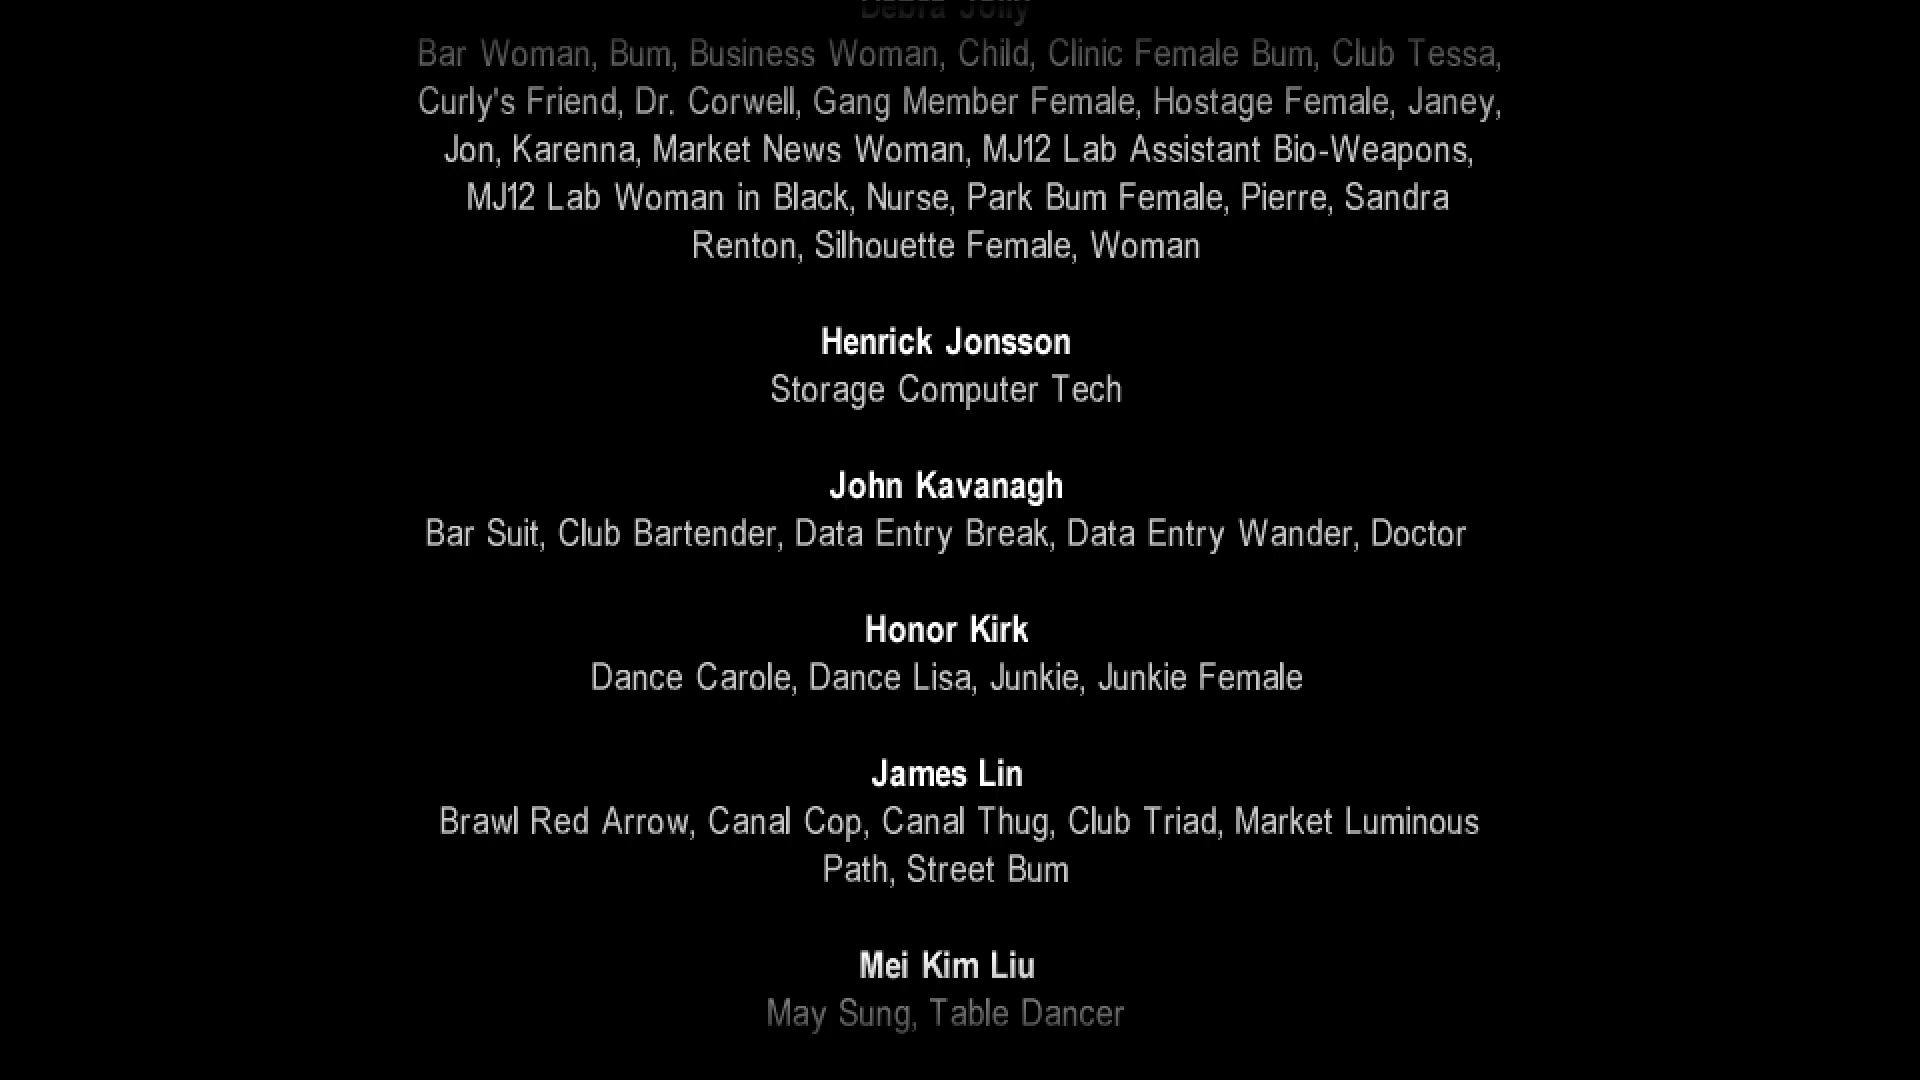 Debra Jolly
Bar Woman, Bum, Business Woman, Child, Clinic Female Bum, Club Tessa,
Curly's Friend, Dr. Corwell, Gang Member Female, Hostage Female, Janey,
Jon, Karenna, Market News Woman, MJ12 Lab Assistant Bio-Weapons,
MJ12 Lab Woman in Black, Nurse, Park Bum Female, Pierre, Sandra
Renton, Silhouette Female, Woman
Henrick Jonsson
Storage Computer Tech
John Kavanagh
Bar Suit, Club Bartender, Data Entry Break, Data Entry Wander, Doctor
Honor Kirk
Dance Carole, Dance Lisa, Junkie, Junkie Female
James Lin
Brawl Red Arrow, Canal Cop, Canal Thug, Club Triad, Market Luminous
Path, Street Bum
Mei Kim Liu
May Sung, Table Dancer